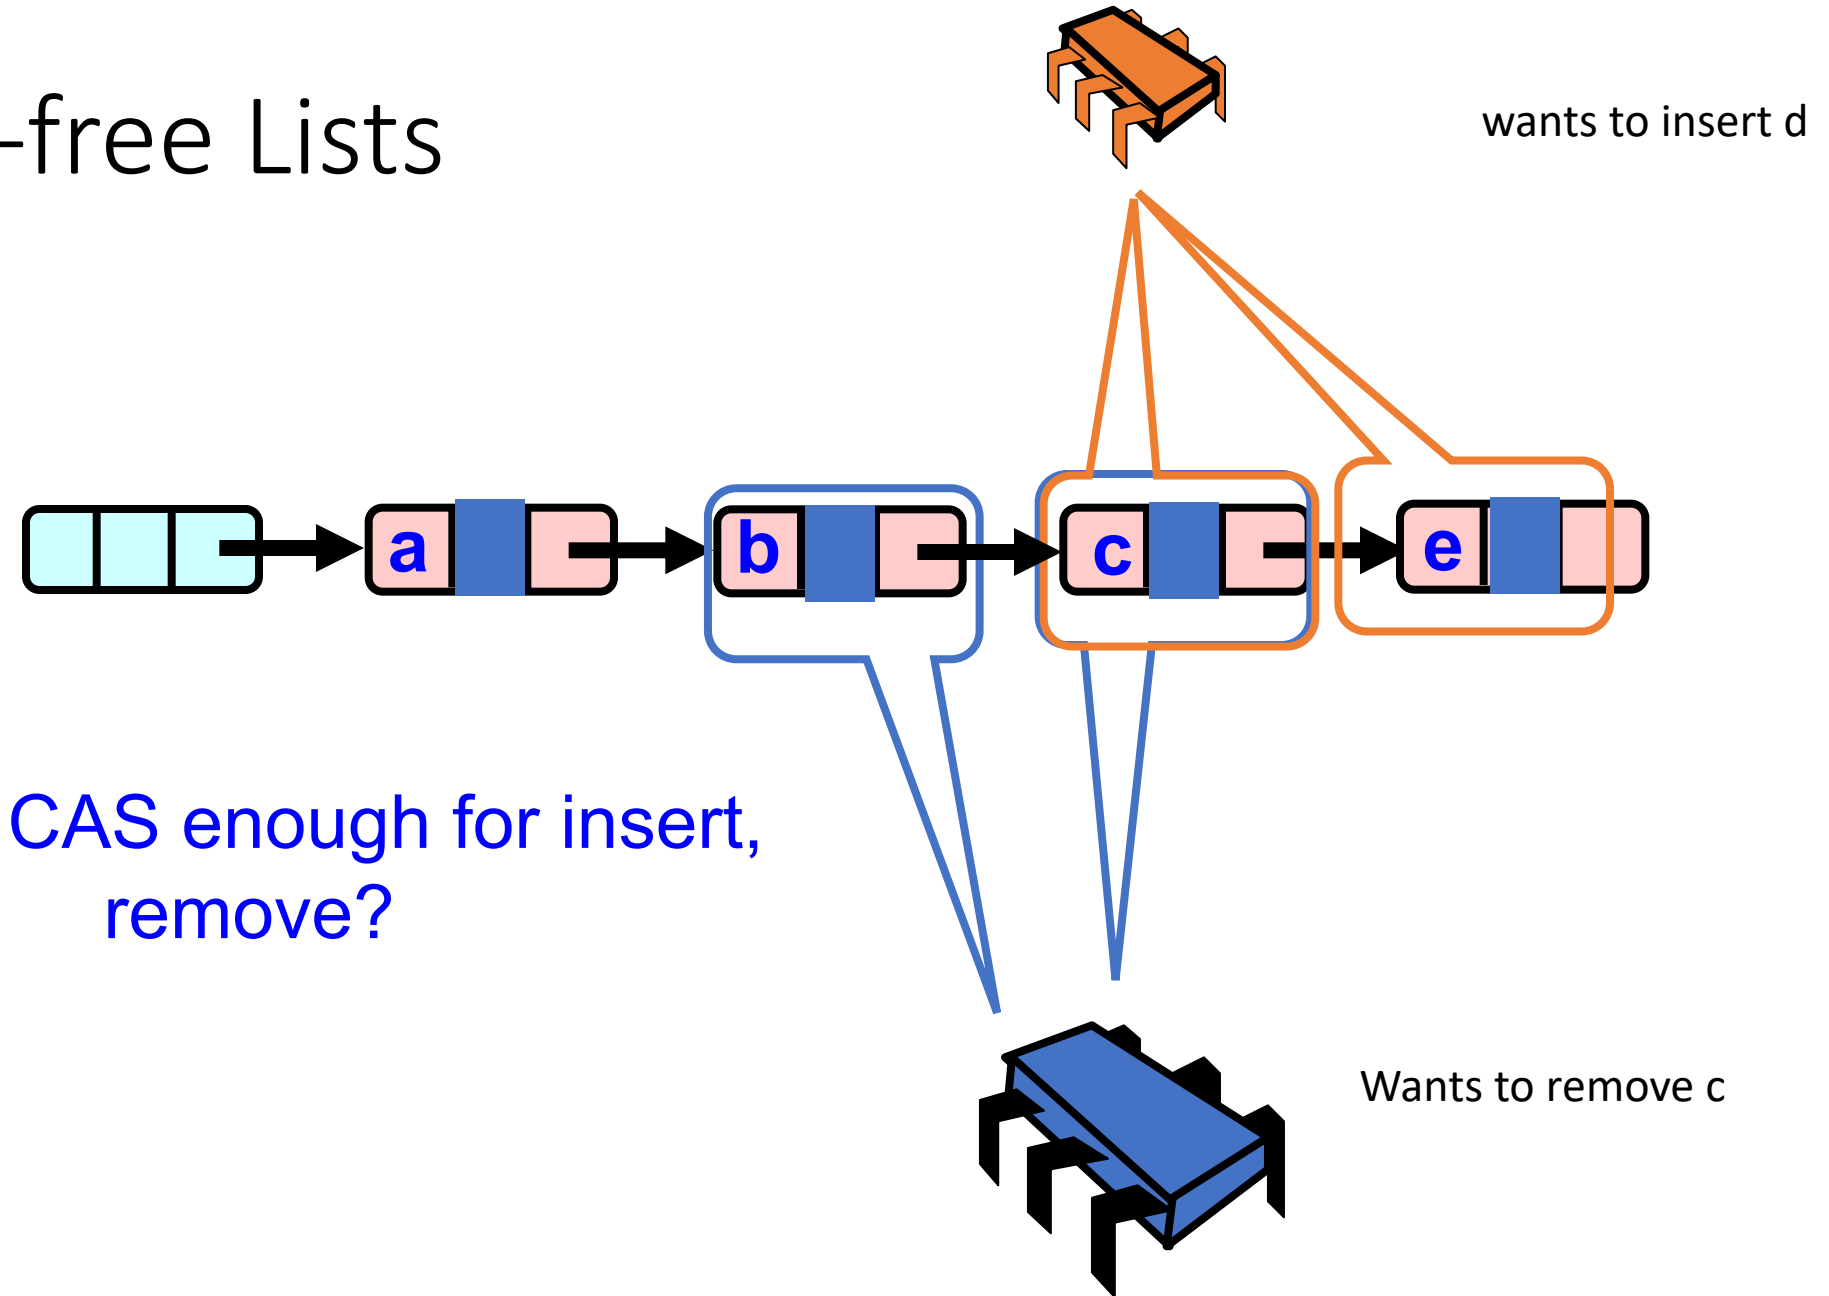 -free Lists
wants to insert d
a
b
c
e
CAS enough for insert,
remove?
Wants to remove c